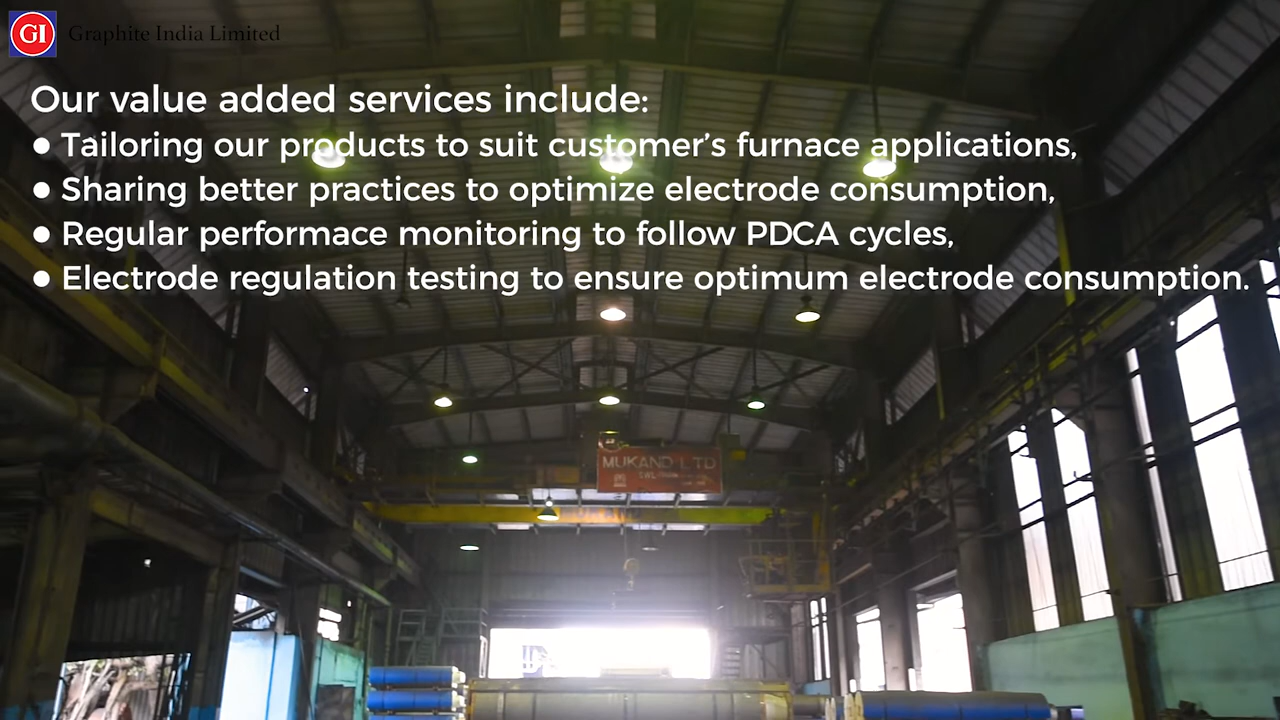 GI Graphite India Limited
Our value added services include:
● Tailoring our products to suit customer’s furnace applications,
● Sharing better practices to optimize electrode consumption,
● Regular performace monitoring to follow PDCA cycles,
● Electrode regulation testing to ensure optimum electrode consumption.
MUKAND LTD